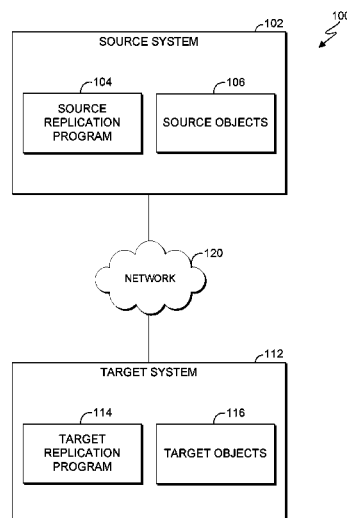 100
102
SOURCE SYSTEM
104
106
SOURCE
REPLICATION
PROGRAM
SOURCE OBJECTS
120
NETWORK
112
TARGET SYSTEM
114
116
TARGET
REPLICATION
PROGRAM
TARGET OBJECTS